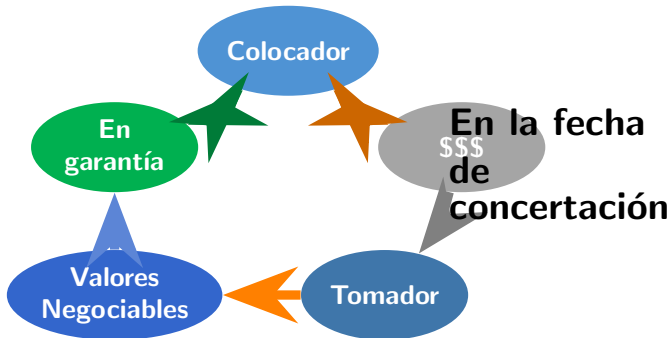 Colocador
En
garantía
$$$
En la fecha
de
concertación
Valores
Negociables
Tomador